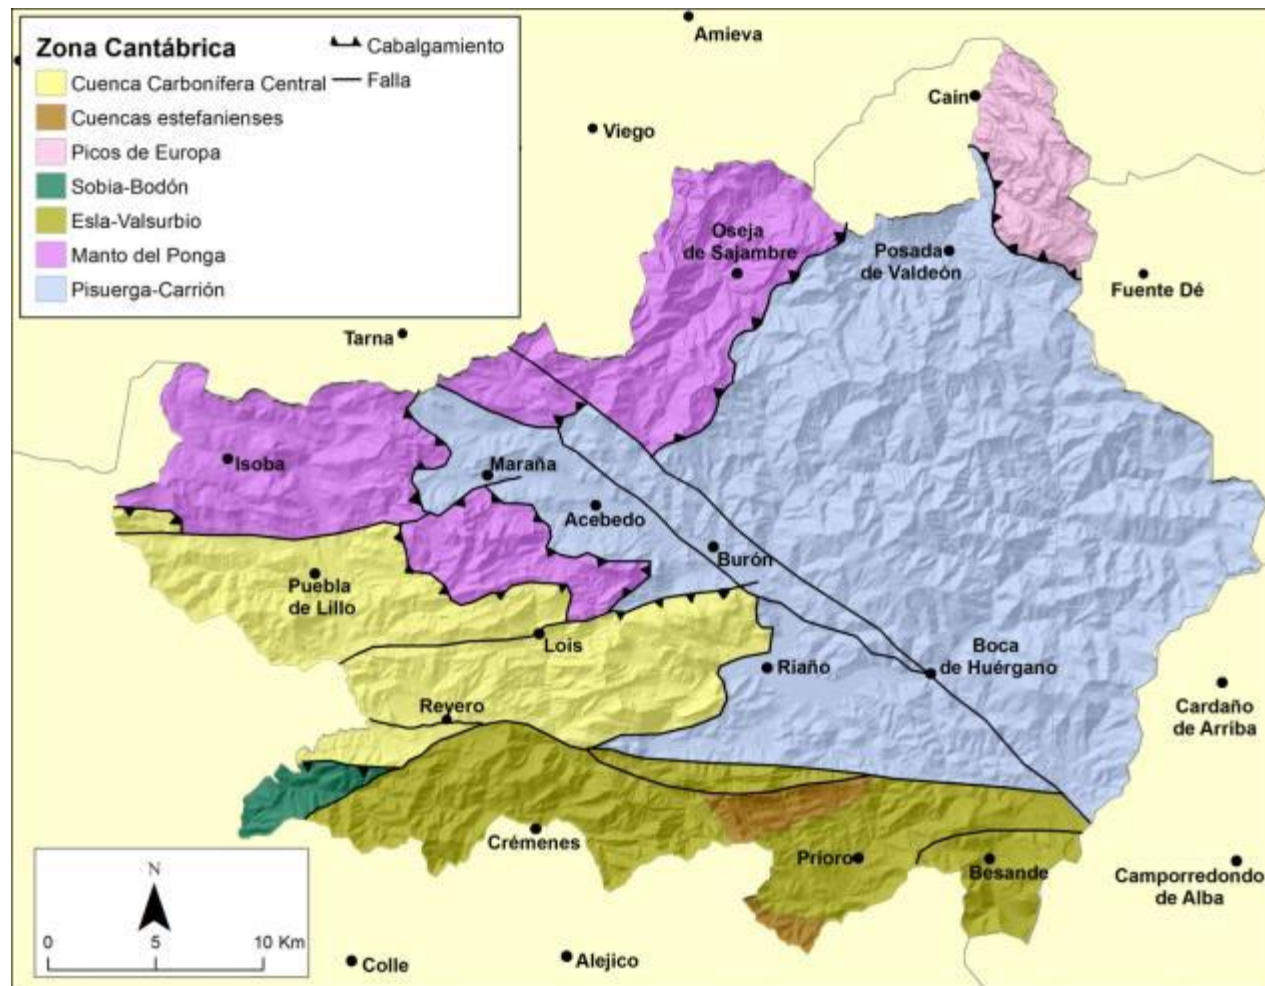 Zona Cantábrica
Cuenca Carbonífera Central
Cuencas estefanienses
Picos de Europa
Sobia-Bodón
Esla-Valsurbio
Manto del Ponga
Pisuerga-Carrión
Cabalgamiento
Falla
Amieva
Cain
Viego
Oseja
de Sajambre
Posada
de Valdeón
Fuente Dé
Tarna
Isoba
Maraña
Acebedo
Burón
Puebla
de Lillo
Lois
Riaño
Boca
de Huérgano
Reyero
Cardaño
de Arriba
Crémenes
Prioro
Besande
Camporredondo
de Alba
N
0 5 10 Km
Colle
Alejico